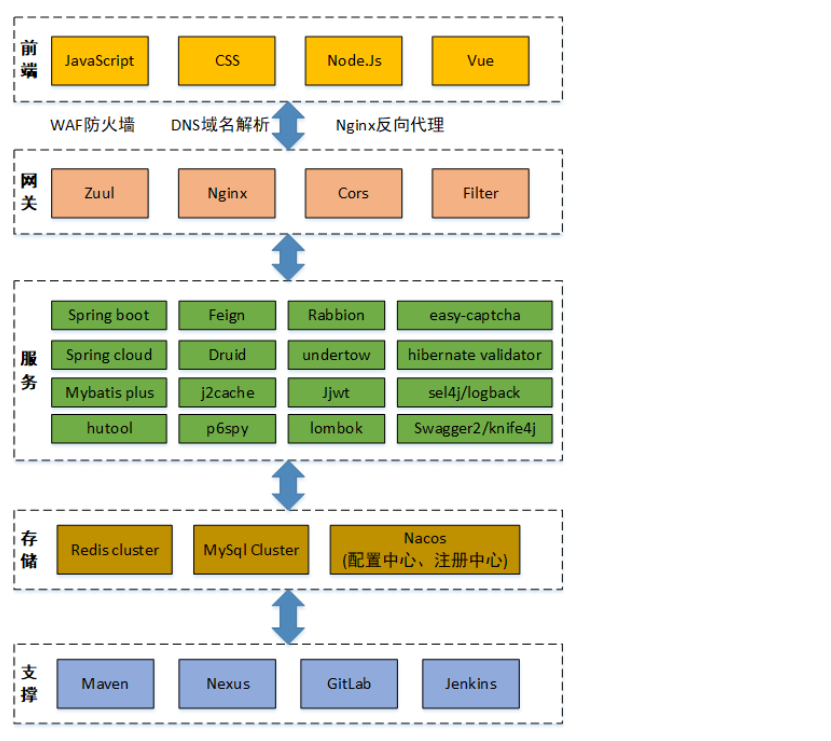 前端
JavaScript
CSS
Node.Js
Vue
WAF防火墙
DNS域名解析
Nginx反向代理
网关
Zuul
Nginx
Cors
Filter
服务
Spring boot
Feign
Rabbion
easy-captcha
Spring cloud
Druid
undertow
hibernate validator
Mybatis plus
j2cache
Jjwt
sel4j/logback
hutool
p6spy
lombok
Swagger2/knife4j
存储
Redis cluster
MySql Cluster
Nacos
(配置中心、注册中心)
支撑
Maven
Nexus
GitLab
Jenkins